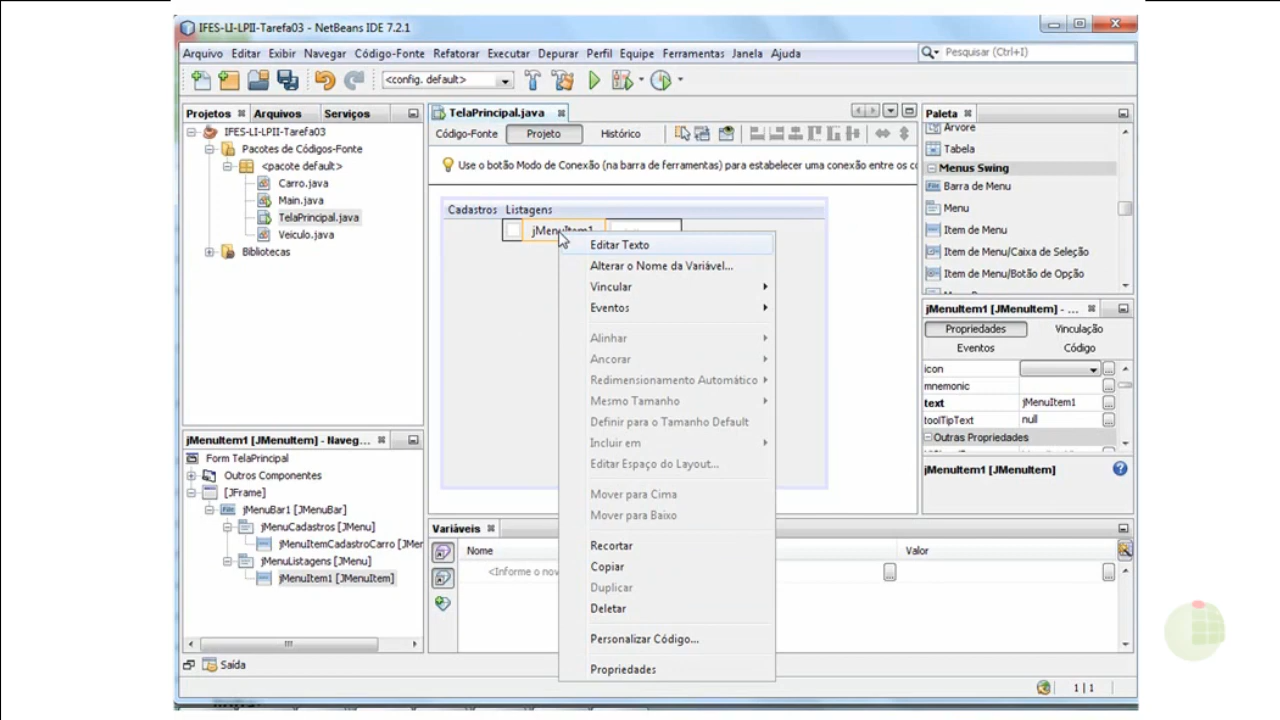 IFES-LI-LPII-Tarefa03 - NetBeans IDE 7.2.1
Arquivo Editar Exibir Navegar Código-Fonte Refatorar Executar Depurar Perfil Equipe Ferramentas Janela Ajuda
Pesquisar (Ctrl+I)
<config. default>
Projetos Arquivos Serviços
IFES-LI-LPII-Tarefa03
Pacotes de Códigos-Fonte
<pacote default>
Carro.java
Main.java
TelaPrincipal.java
Veiculo.java
Bibliotecas
TelaPrincipal.java
Código-Fonte Projeto Histórico
Use o botão Modo de Conexão (na barra de ferramentas) para estabelecer uma conexão entre os co
Cadastros Listagens
jMenuItem1
Editar Texto
Alterar o Nome da Variável...
Vincular
Eventos
Alinhar
Ancorar
Redimensionamento Automático
Mesmo Tamanho
Definir para o Tamanho Default
Incluir em
Editar Espaço do Layout...
Mover para Cima
Mover para Baixo
Recortar
Copiar
Duplicar
Deletar
Personalizar Código...
Propriedades
Paleta
Árvore
Tabela
Menus Swing
Barra de Menu
Menu
Item de Menu
Item de Menu/Caixa de Seleção
Item de Menu/Botão de Opção
jMenuItem1 [JMenuItem] - ...
Propriedades Vinculação
Eventos Código
icon
mnemonic
text jMenuItem1
toolTipText null
Outras Propriedades
jMenuItem1 [JMenuItem]
jMenuItem1 [JMenuItem] - Naveg...
Form TelaPrincipal
Outros Componentes
[JFrame]
jMenuBar1 [JMenuBar]
jMenuCadastros [JMenu]
jMenuItemCadastroCarro [JMer
jMenuListagens [JMenu]
jMenuItem1 [JMenuItem]
Variáveis
Nome Valor
<Informe o nov
Saída
1|1